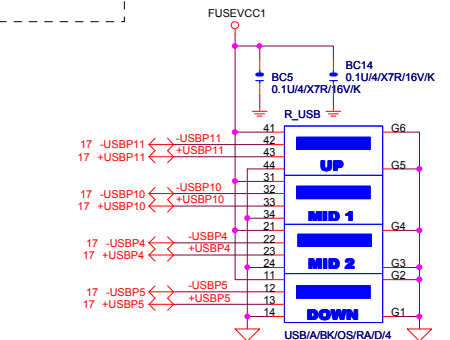 FUSEVCC1
BC5
0.1U/4/X7R/16V/K
BC14
0.1U/4/X7R/16V/K
R_USB
41
42
43
44
31
32
33
34
21
22
23
24
11
12
13
14
17 -USBP11
17 +USBP11
-USBP11
+USBP11
17 -USBP10
17 +USBP10
-USBP10
+USBP10
17 -USBP4
17 +USBP4
-USBP4
+USBP4
17 -USBP5
17 +USBP5
-USBP5
+USBP5
UP
MID 1
MID 2
DOWN
G6
G5
G4
G3
G2
G1
USB/A/BK/OS/RA/D/4